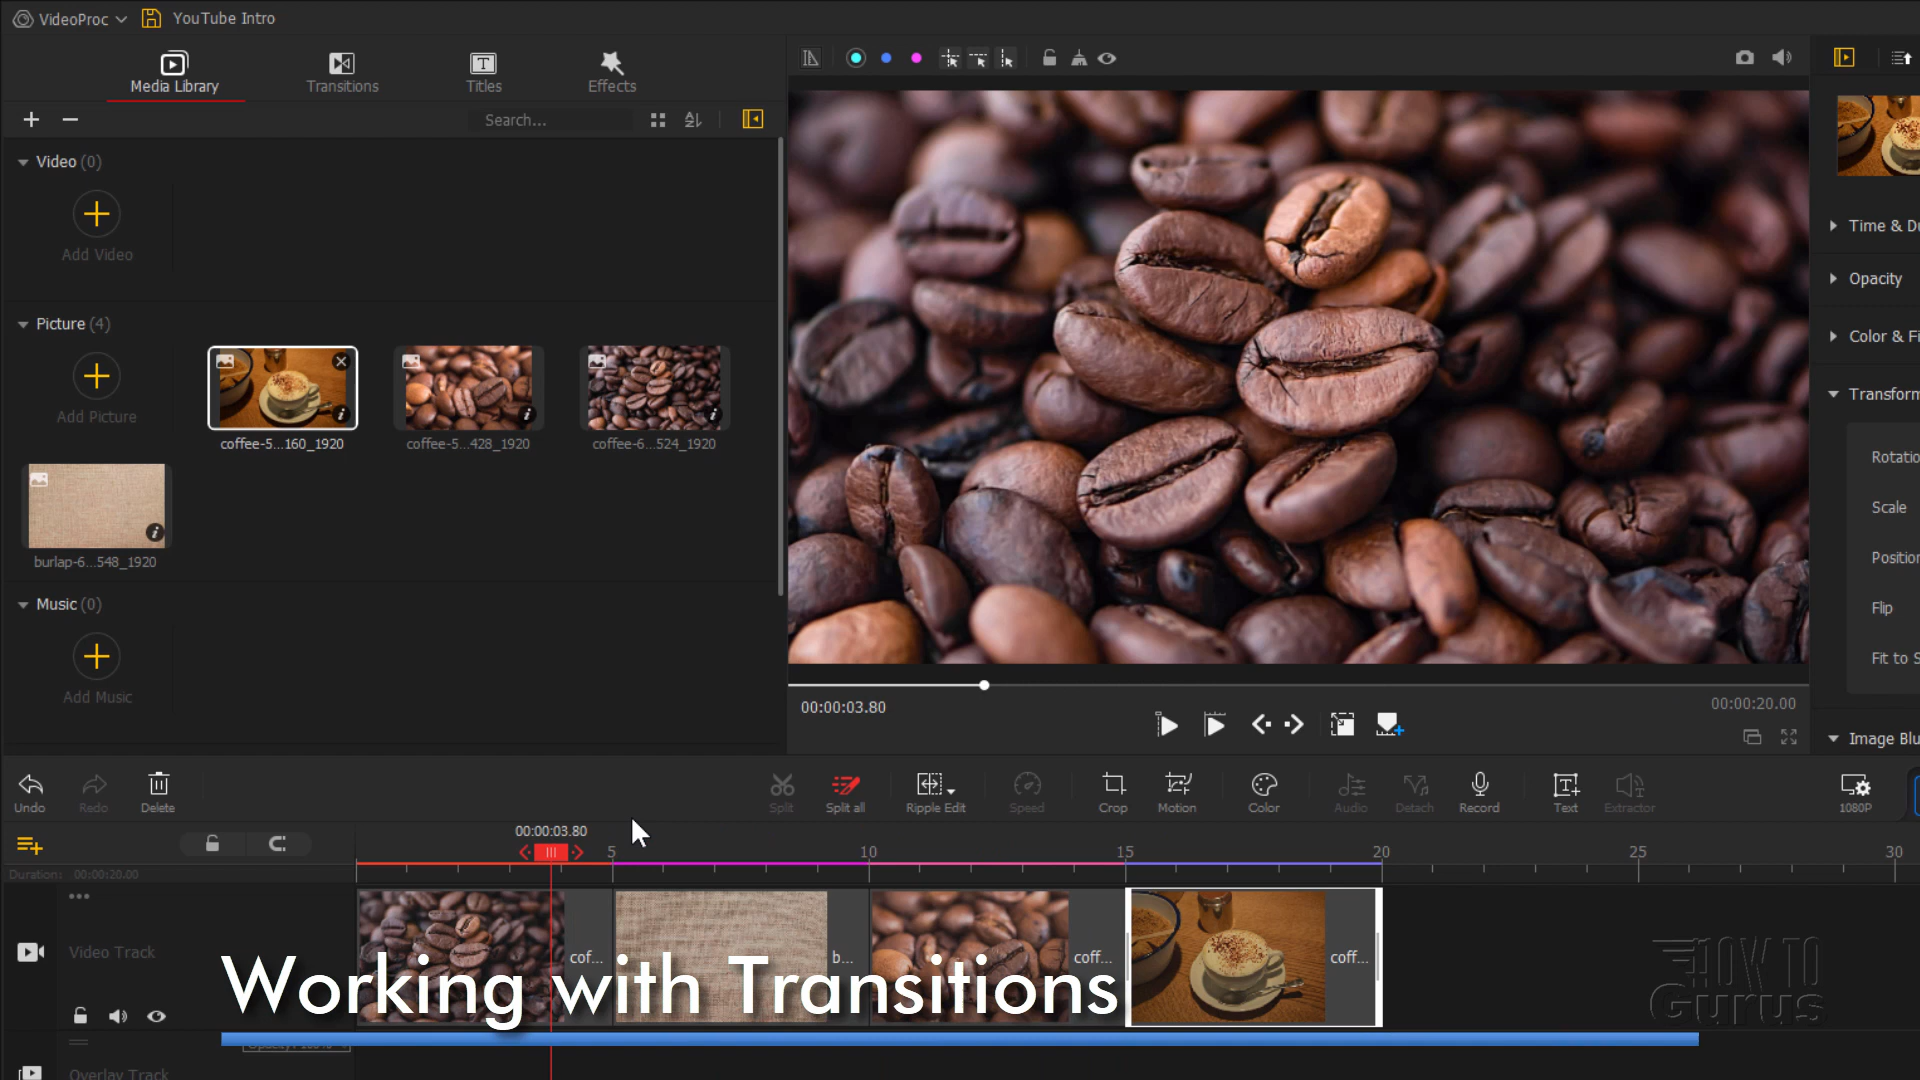 VideoProc YouTube Intro
Media Library Transitions Titles Effects
Search...
Video (0)
Add Video
Picture (4)
Add Picture
coffee-5...160_1920 coffee-5...428_1920 coffee-6...524_1920
burlap-6...548_1920
Music (0)
Add Music
00:00:03.80 00:00:20.00
Time & Du
Opacity
Color & Fi
Transform
Rotatio
Scale
Position
Flip
Fit to S
Image Blu
Undo Redo Delete Split Split all Ripple Edit Speed Crop Motion Color Audio Detach Record Text Extractor 1080P
00:00:03.80
5 10 15 20 25 30
Duration: 00:00:20.00
Video Track
cof... b... coff... coff...
Working with Transitions
HOW TO
Gurus
Overlay Track